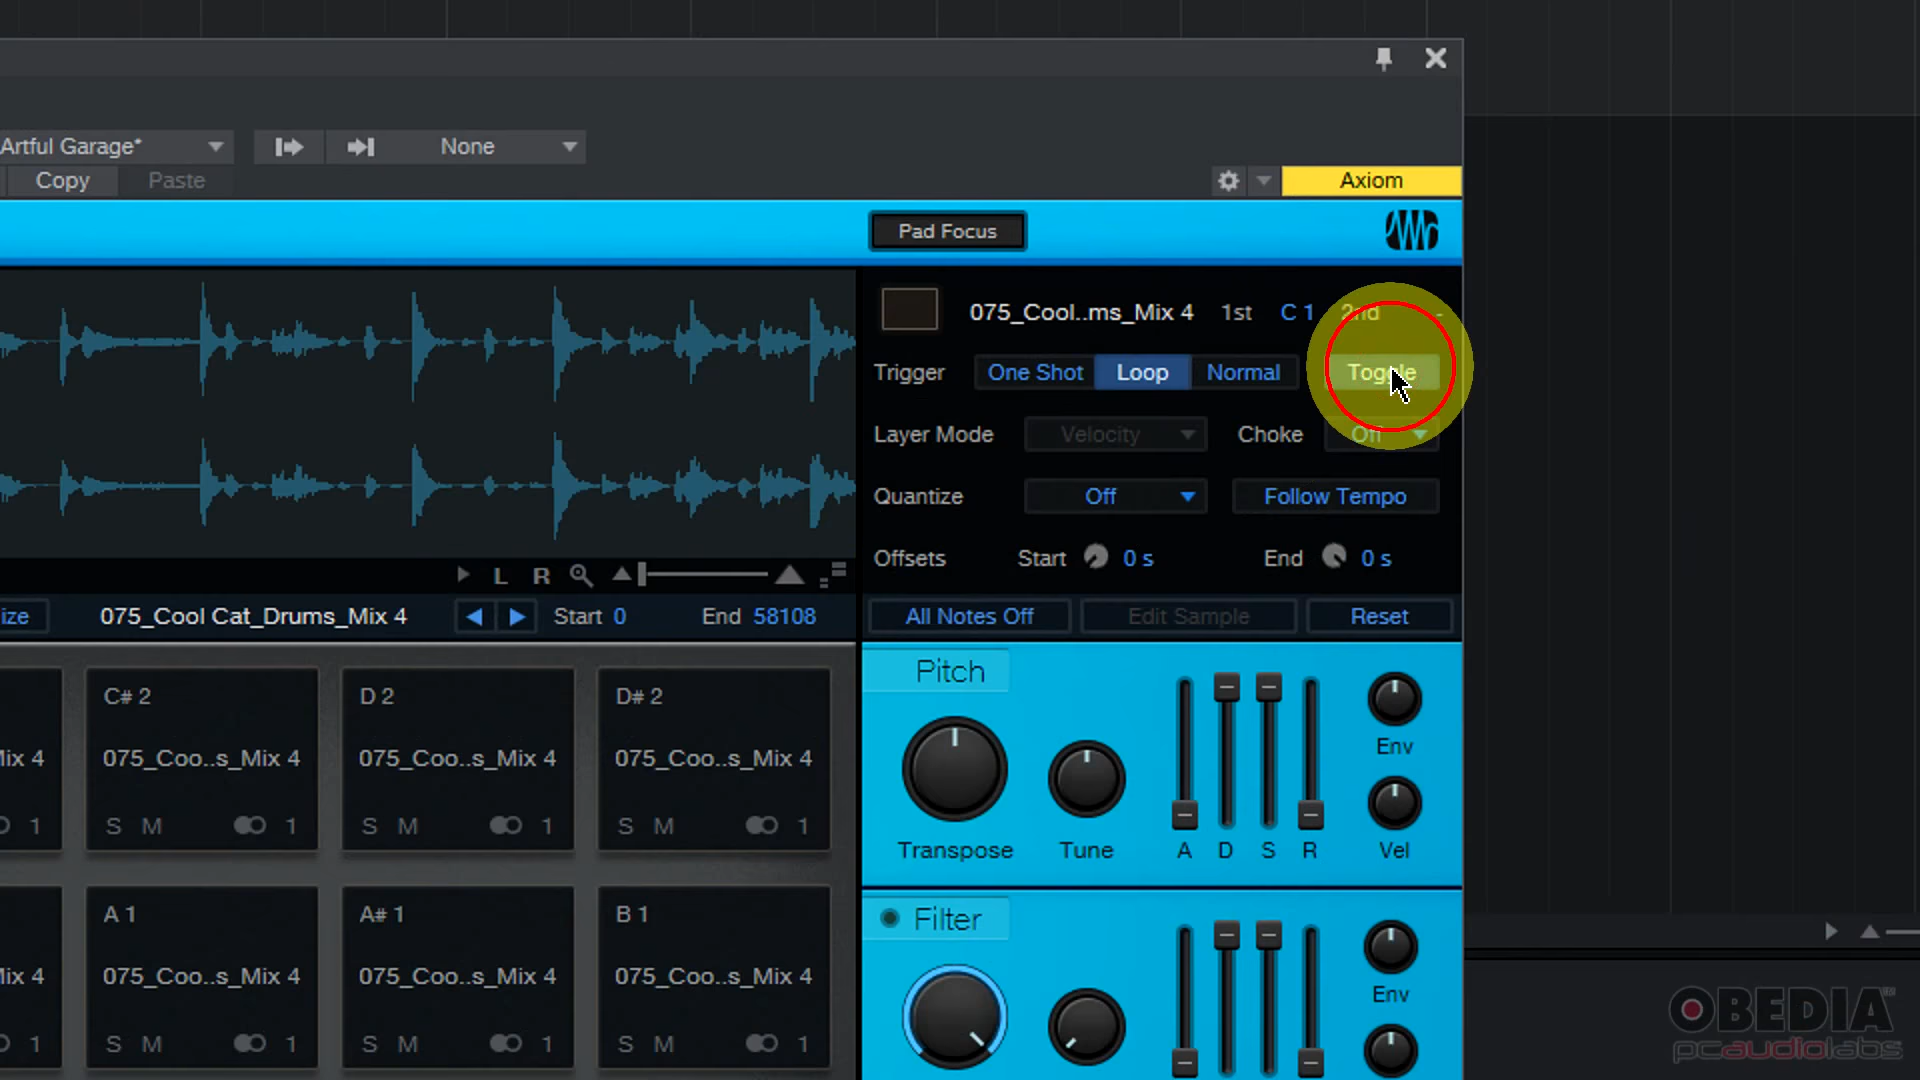 Artful Garage*
None
Copy
Paste
Axiom
Pad Focus
075_Cool..ms_Mix 4 1st C 1 2nd -
Trigger One Shot Loop Normal Toggle
Layer Mode Velocity Choke Off
Quantize Off Follow Tempo
Offsets Start 0 s End 0 s
L R
ize 075_Cool Cat_Drums_Mix 4 Start 0 End 58108
All Notes Off Edit Sample Reset
Pitch
Transpose Tune A D S R Env Vel
C# 2 D 2 D# 2
Mix 4 075_Coo..s_Mix 4 075_Coo..s_Mix 4 075_Coo..s_Mix 4
1 S M 1 S M 1 S M 1
Filter
Env
A 1 A# 1 B 1
Mix 4 075_Coo..s_Mix 4 075_Coo..s_Mix 4 075_Coo..s_Mix 4
1 S M 1 S M 1 S M 1
OBEDIA
pcaudiolabs